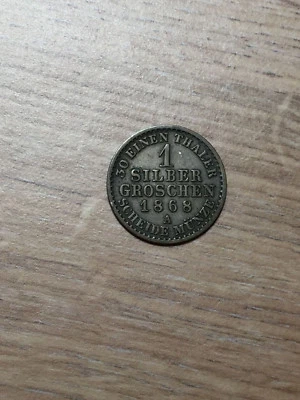 30 EINEN THALER
1
SILBER
GROSCHEN
1868
A
SCHEIDE MÜNZE